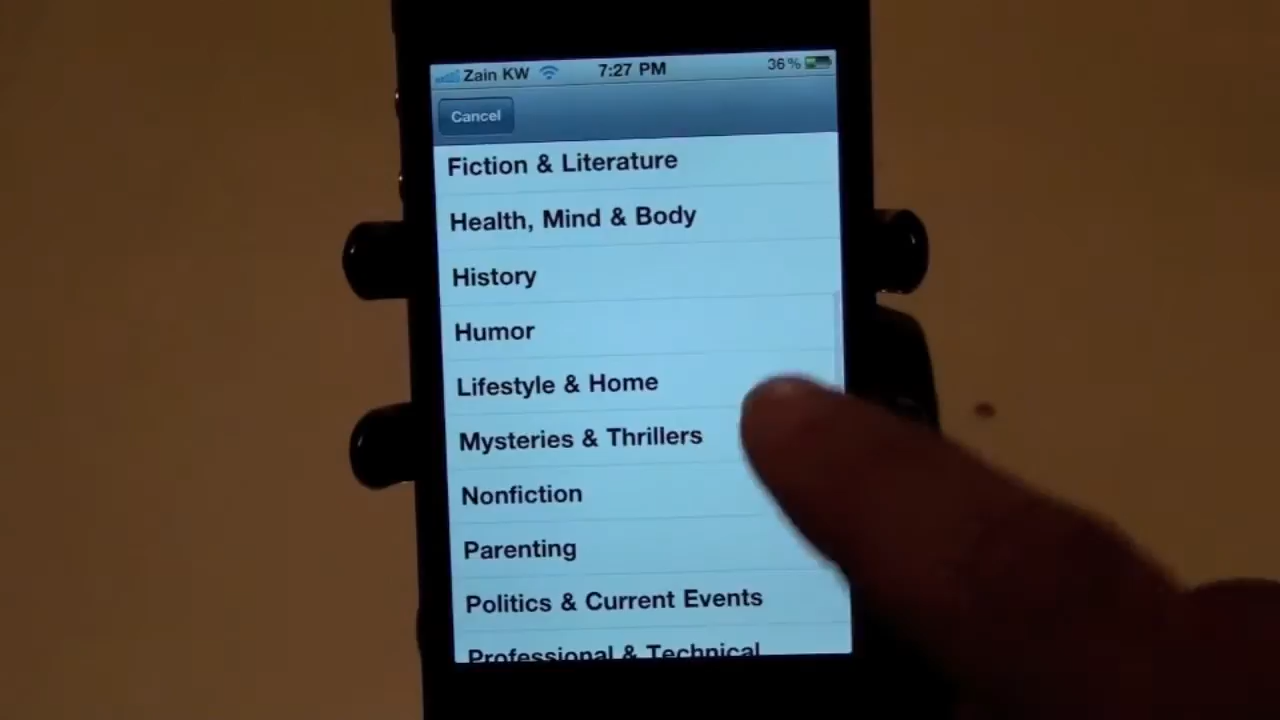 Zain KW 7:27 PM 36%
Cancel
Fiction & Literature
Health, Mind & Body
History
Humor
Lifestyle & Home
Mysteries & Thrillers
Nonfiction
Parenting
Politics & Current Events
Professional & Technical